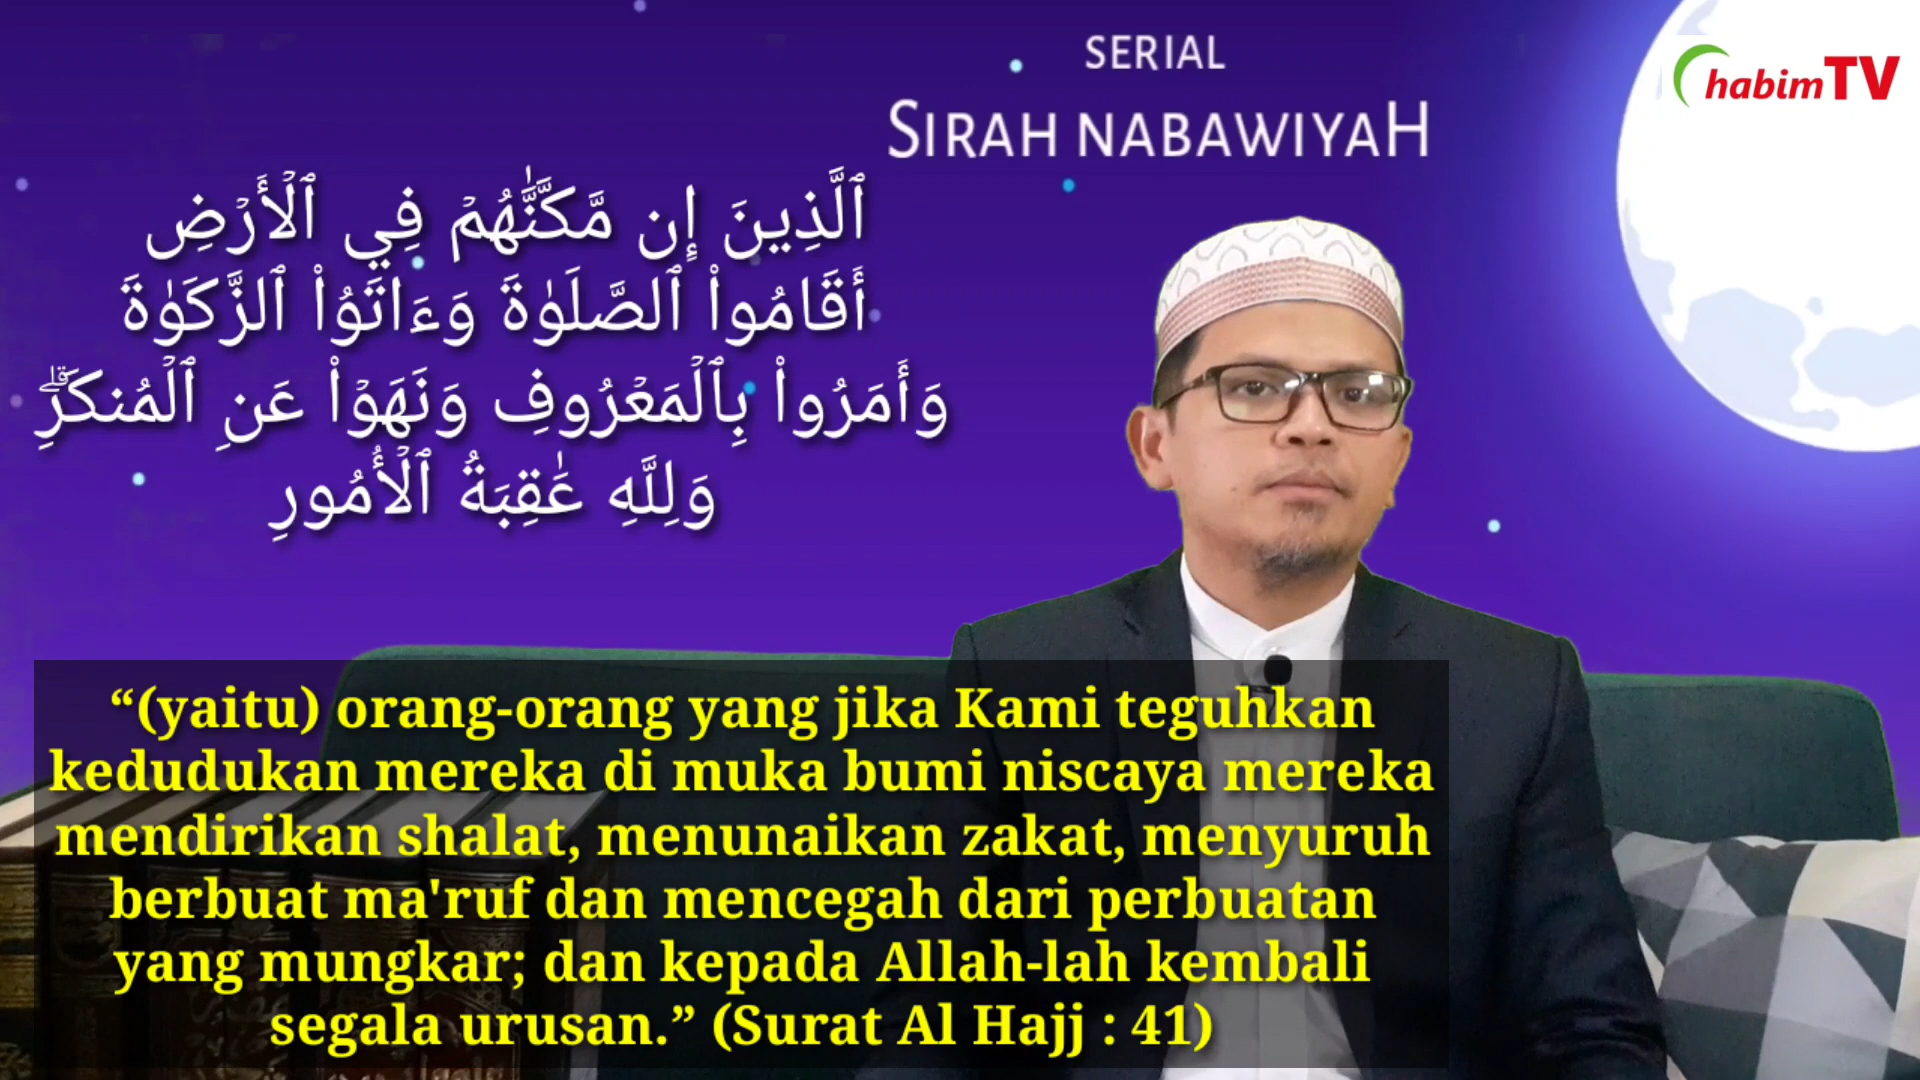 SERIAL
SIRAH NABAWIYAH
habimTV
ٱلَّذِينَ إِن مَّكَّنَّٰهُمۡ فِي ٱلۡأَرۡضِ
أَقَامُواْ ٱلصَّلَوٰةَ وَءَاتَوُاْ ٱلزَّكَوٰةَ
وَأَمَرُواْ بِٱلۡمَعۡرُوفِ وَنَهَوۡاْ عَنِ ٱلۡمُنكَرِۗ
وَلِلَّهِ عَٰقِبَةُ ٱلۡأُمُورِ
“(yaitu) orang-orang yang jika Kami teguhkan
kedudukan mereka di muka bumi niscaya mereka
mendirikan shalat, menunaikan zakat, menyuruh
berbuat ma'ruf dan mencegah dari perbuatan
yang mungkar; dan kepada Allah-lah kembali
segala urusan.” (Surat Al Hajj : 41)